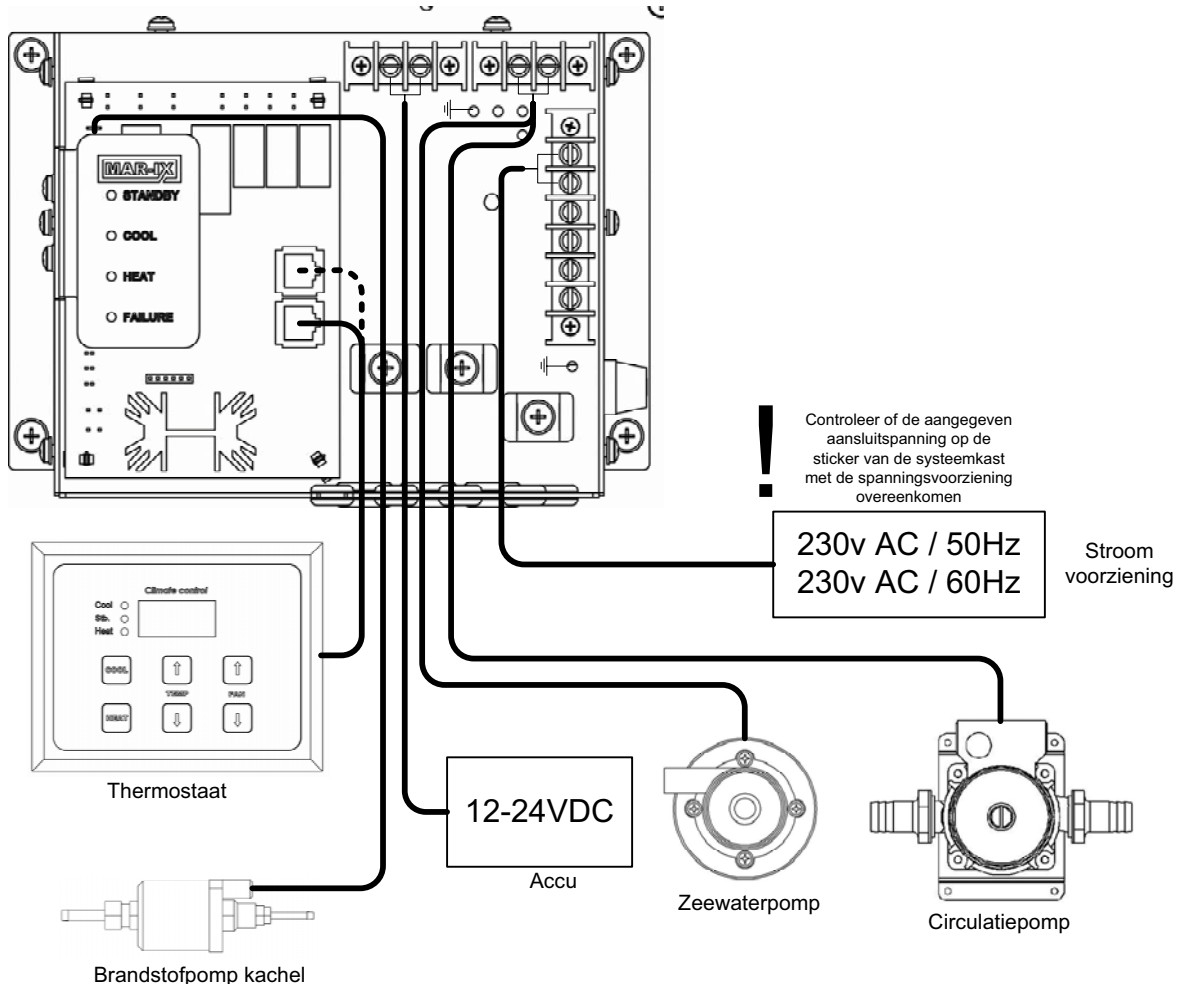 MAR-IX
STANDBY
COOL
HEAT
FAILURE
Controleer of de aangegeven
aansluitspanning op de
sticker van de systeemkast
met de spanningsvoorziening
overeenkomen
!
230v AC / 50Hz
230v AC / 60Hz
Stroom
voorziening
Climate control
Cool
Stb.
Heat
COOL
TEMP
FAN
HEAT
Thermostaat
12-24VDC
Accu
Zeewaterpomp
Circulatiepomp
Brandstofpomp kachel